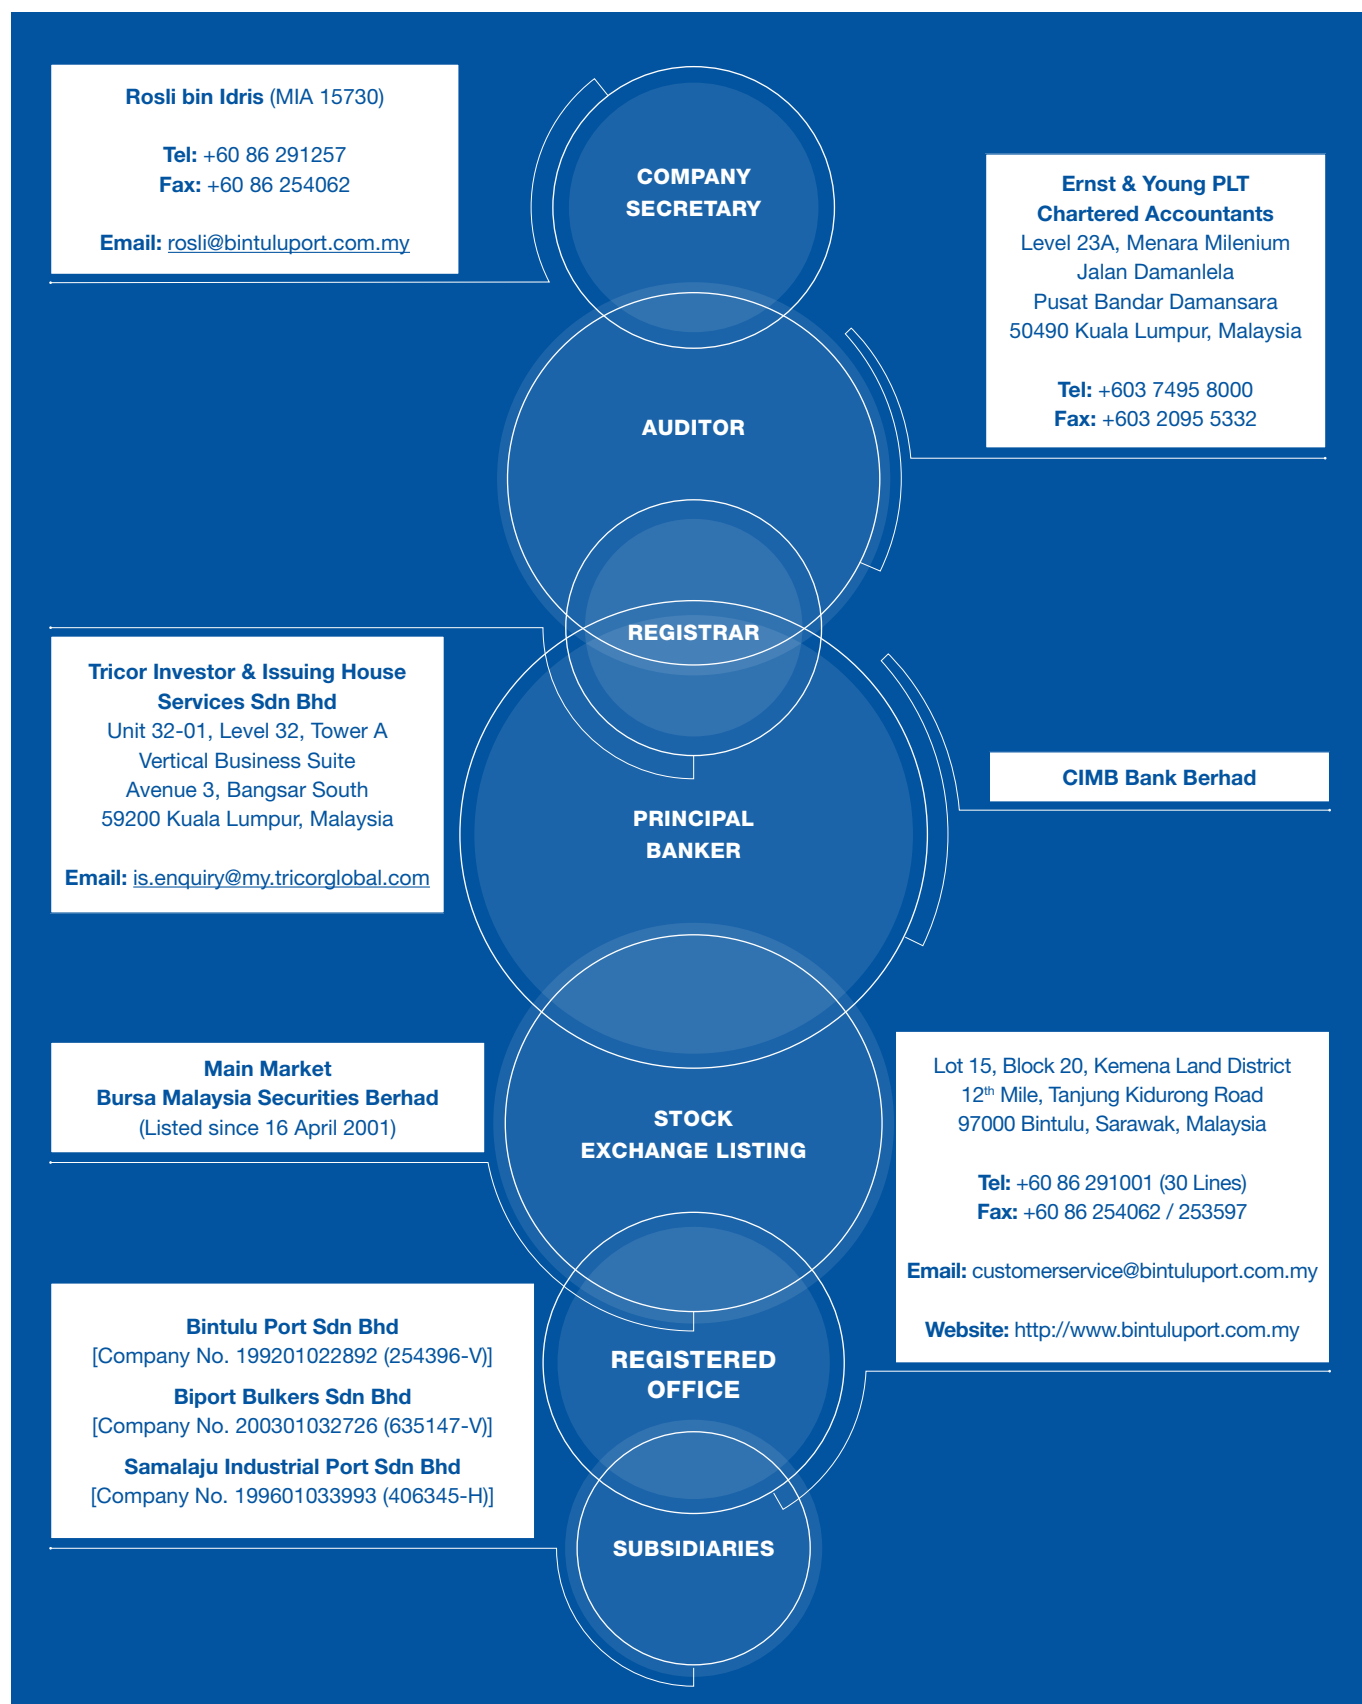 COMPANY
SECRETARY
Rosli bin Idris (MIA 15730)
Tel: +60 86 291257
Fax: +60 86 254062
Email: rosli@bintuluport.com.my
AUDITOR
Ernst & Young PLT
Chartered Accountants
Level 23A, Menara Milenium
Jalan Damanlela
Pusat Bandar Damansara
50490 Kuala Lumpur, Malaysia
Tel: +603 7495 8000
Fax: +603 2095 5332
REGISTRAR
Tricor Investor & Issuing House
Services Sdn Bhd
Unit 32-01, Level 32, Tower A
Vertical Business Suite
Avenue 3, Bangsar South
59200 Kuala Lumpur, Malaysia
Email: is.enquiry@my.tricorglobal.com
PRINCIPAL
BANKER
CIMB Bank Berhad
STOCK
EXCHANGE LISTING
Main Market
Bursa Malaysia Securities Berhad
(Listed since 16 April 2001)
REGISTERED
OFFICE
Lot 15, Block 20, Kemena Land District
12th Mile, Tanjung Kidurong Road
97000 Bintulu, Sarawak, Malaysia
Tel: +60 86 291001 (30 Lines)
Fax: +60 86 254062 / 253597
Email: customerservice@bintuluport.com.my
Website: http://www.bintuluport.com.my
SUBSIDIARIES
Bintulu Port Sdn Bhd
[Company No. 199201022892 (254396-V)]
Biport Bulkers Sdn Bhd
[Company No. 200301032726 (635147-V)]
Samalaju Industrial Port Sdn Bhd
[Company No. 199601033993 (406345-H)]